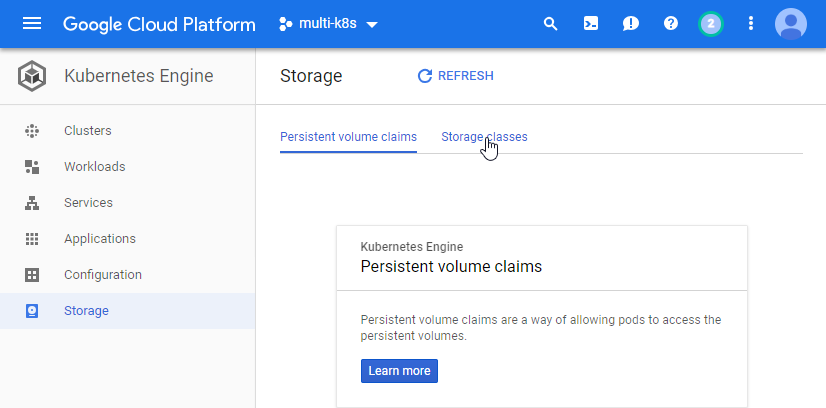 Google Cloud Platform
multi-k8s
2
Kubernetes Engine
Storage
REFRESH
Clusters
Workloads
Services
Applications
Configuration
Storage
Persistent volume claims
Storage classes
Kubernetes Engine
Persistent volume claims
Persistent volume claims are a way of allowing pods to access the
persistent volumes.
Learn more